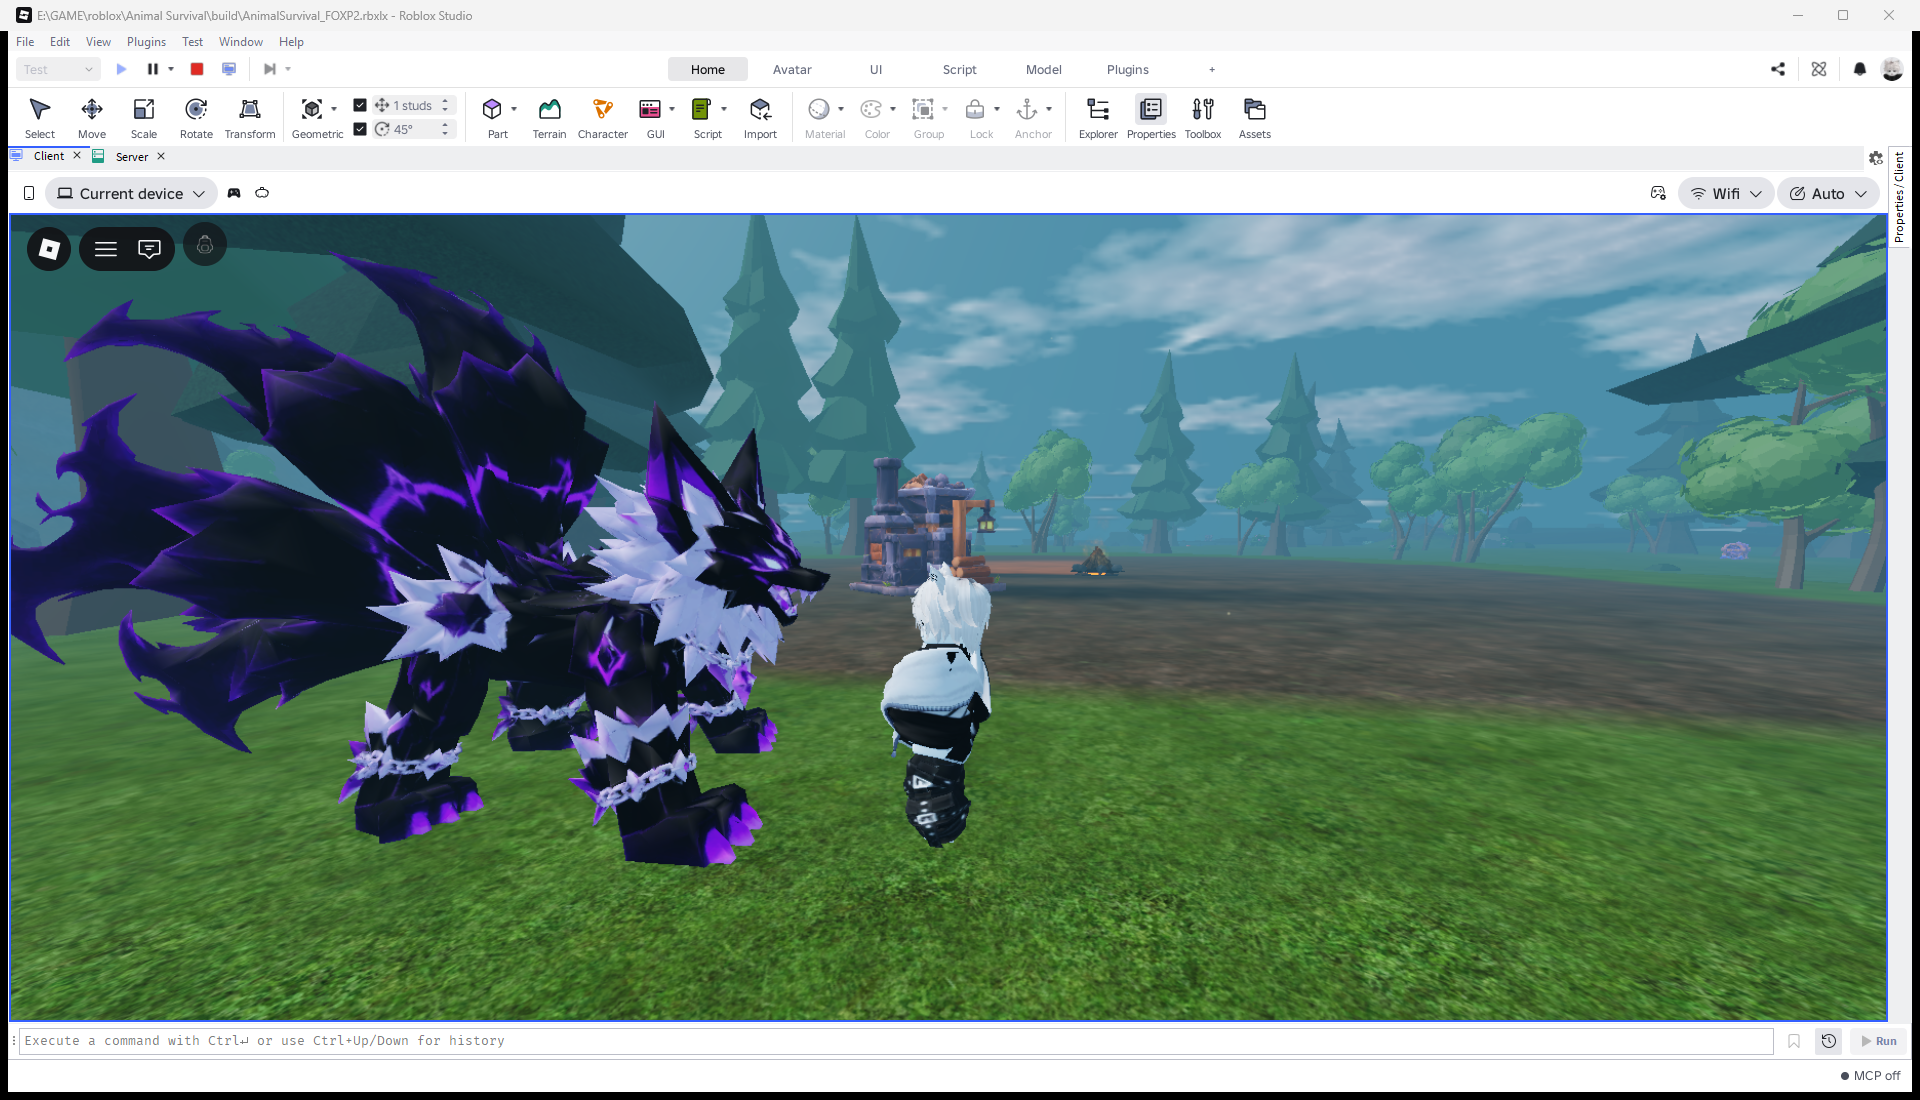 E:\GAME\roblox\Animal Survival\build\AnimalSurvival_FOXP2.rbxlx - Roblox Studio
File Edit View Plugins Test Window Help
Test
Home Avatar UI Script Model Plugins +
1 studs
45°
Select Move Scale Rotate Transform Geometric Part Terrain Character GUI Script Import Material Color Group Lock Anchor Explorer Properties Toolbox Assets
Client Server
Properties / Client
Current device Wifi Auto
Execute a command with Ctrl↵ or use Ctrl+Up/Down for history
Run
MCP off